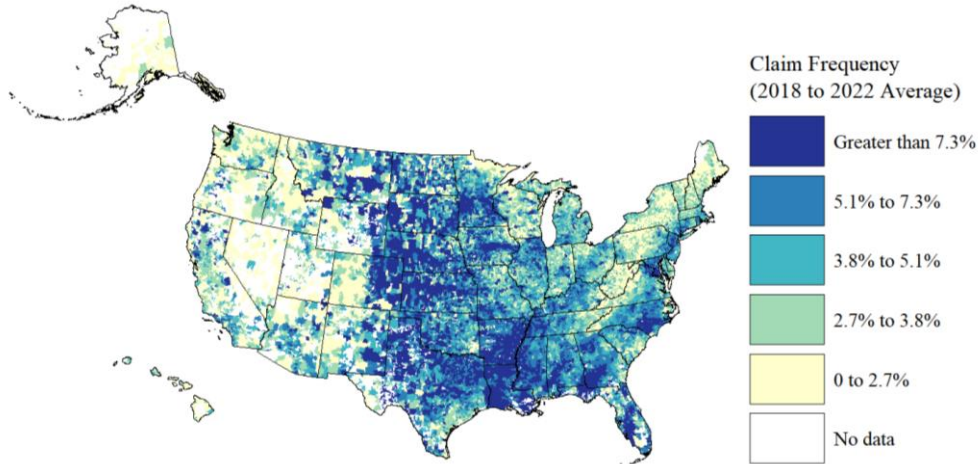 Claim Frequency
(2018 to 2022 Average)
Greater than 7.3%
5.1% to 7.3%
3.8% to 5.1%
2.7% to 3.8%
0 to 2.7%
No data